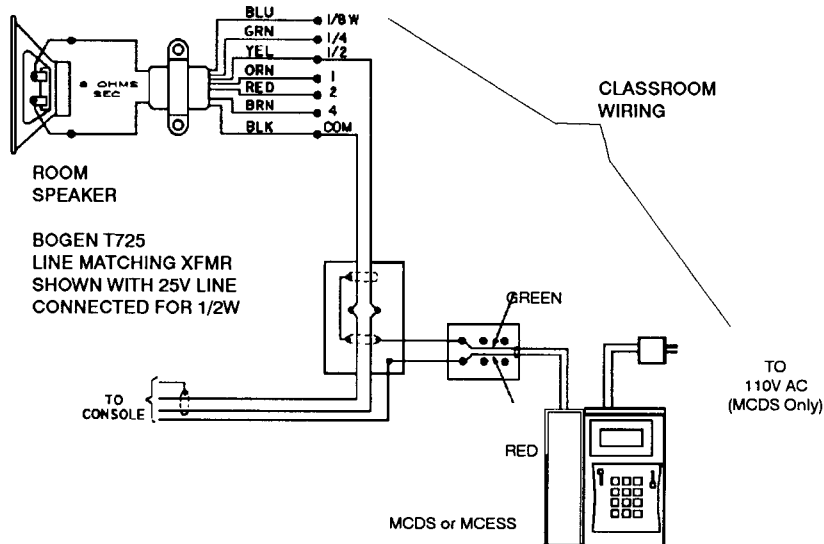 BLU
1/8 W
GRN
1/4
YEL
1/2
ORN
1
RED
2
BRN
4
BLK
COM
8 OHMS
SEC
CLASSROOM
WIRING
ROOM
SPEAKER
BOGEN T725
LINE MATCHING XFMR
SHOWN WITH 25V LINE
CONNECTED FOR 1/2W
GREEN
TO
110V AC
(MCDS Only)
TO
CONSOLE
RED
MCDS or MCESS